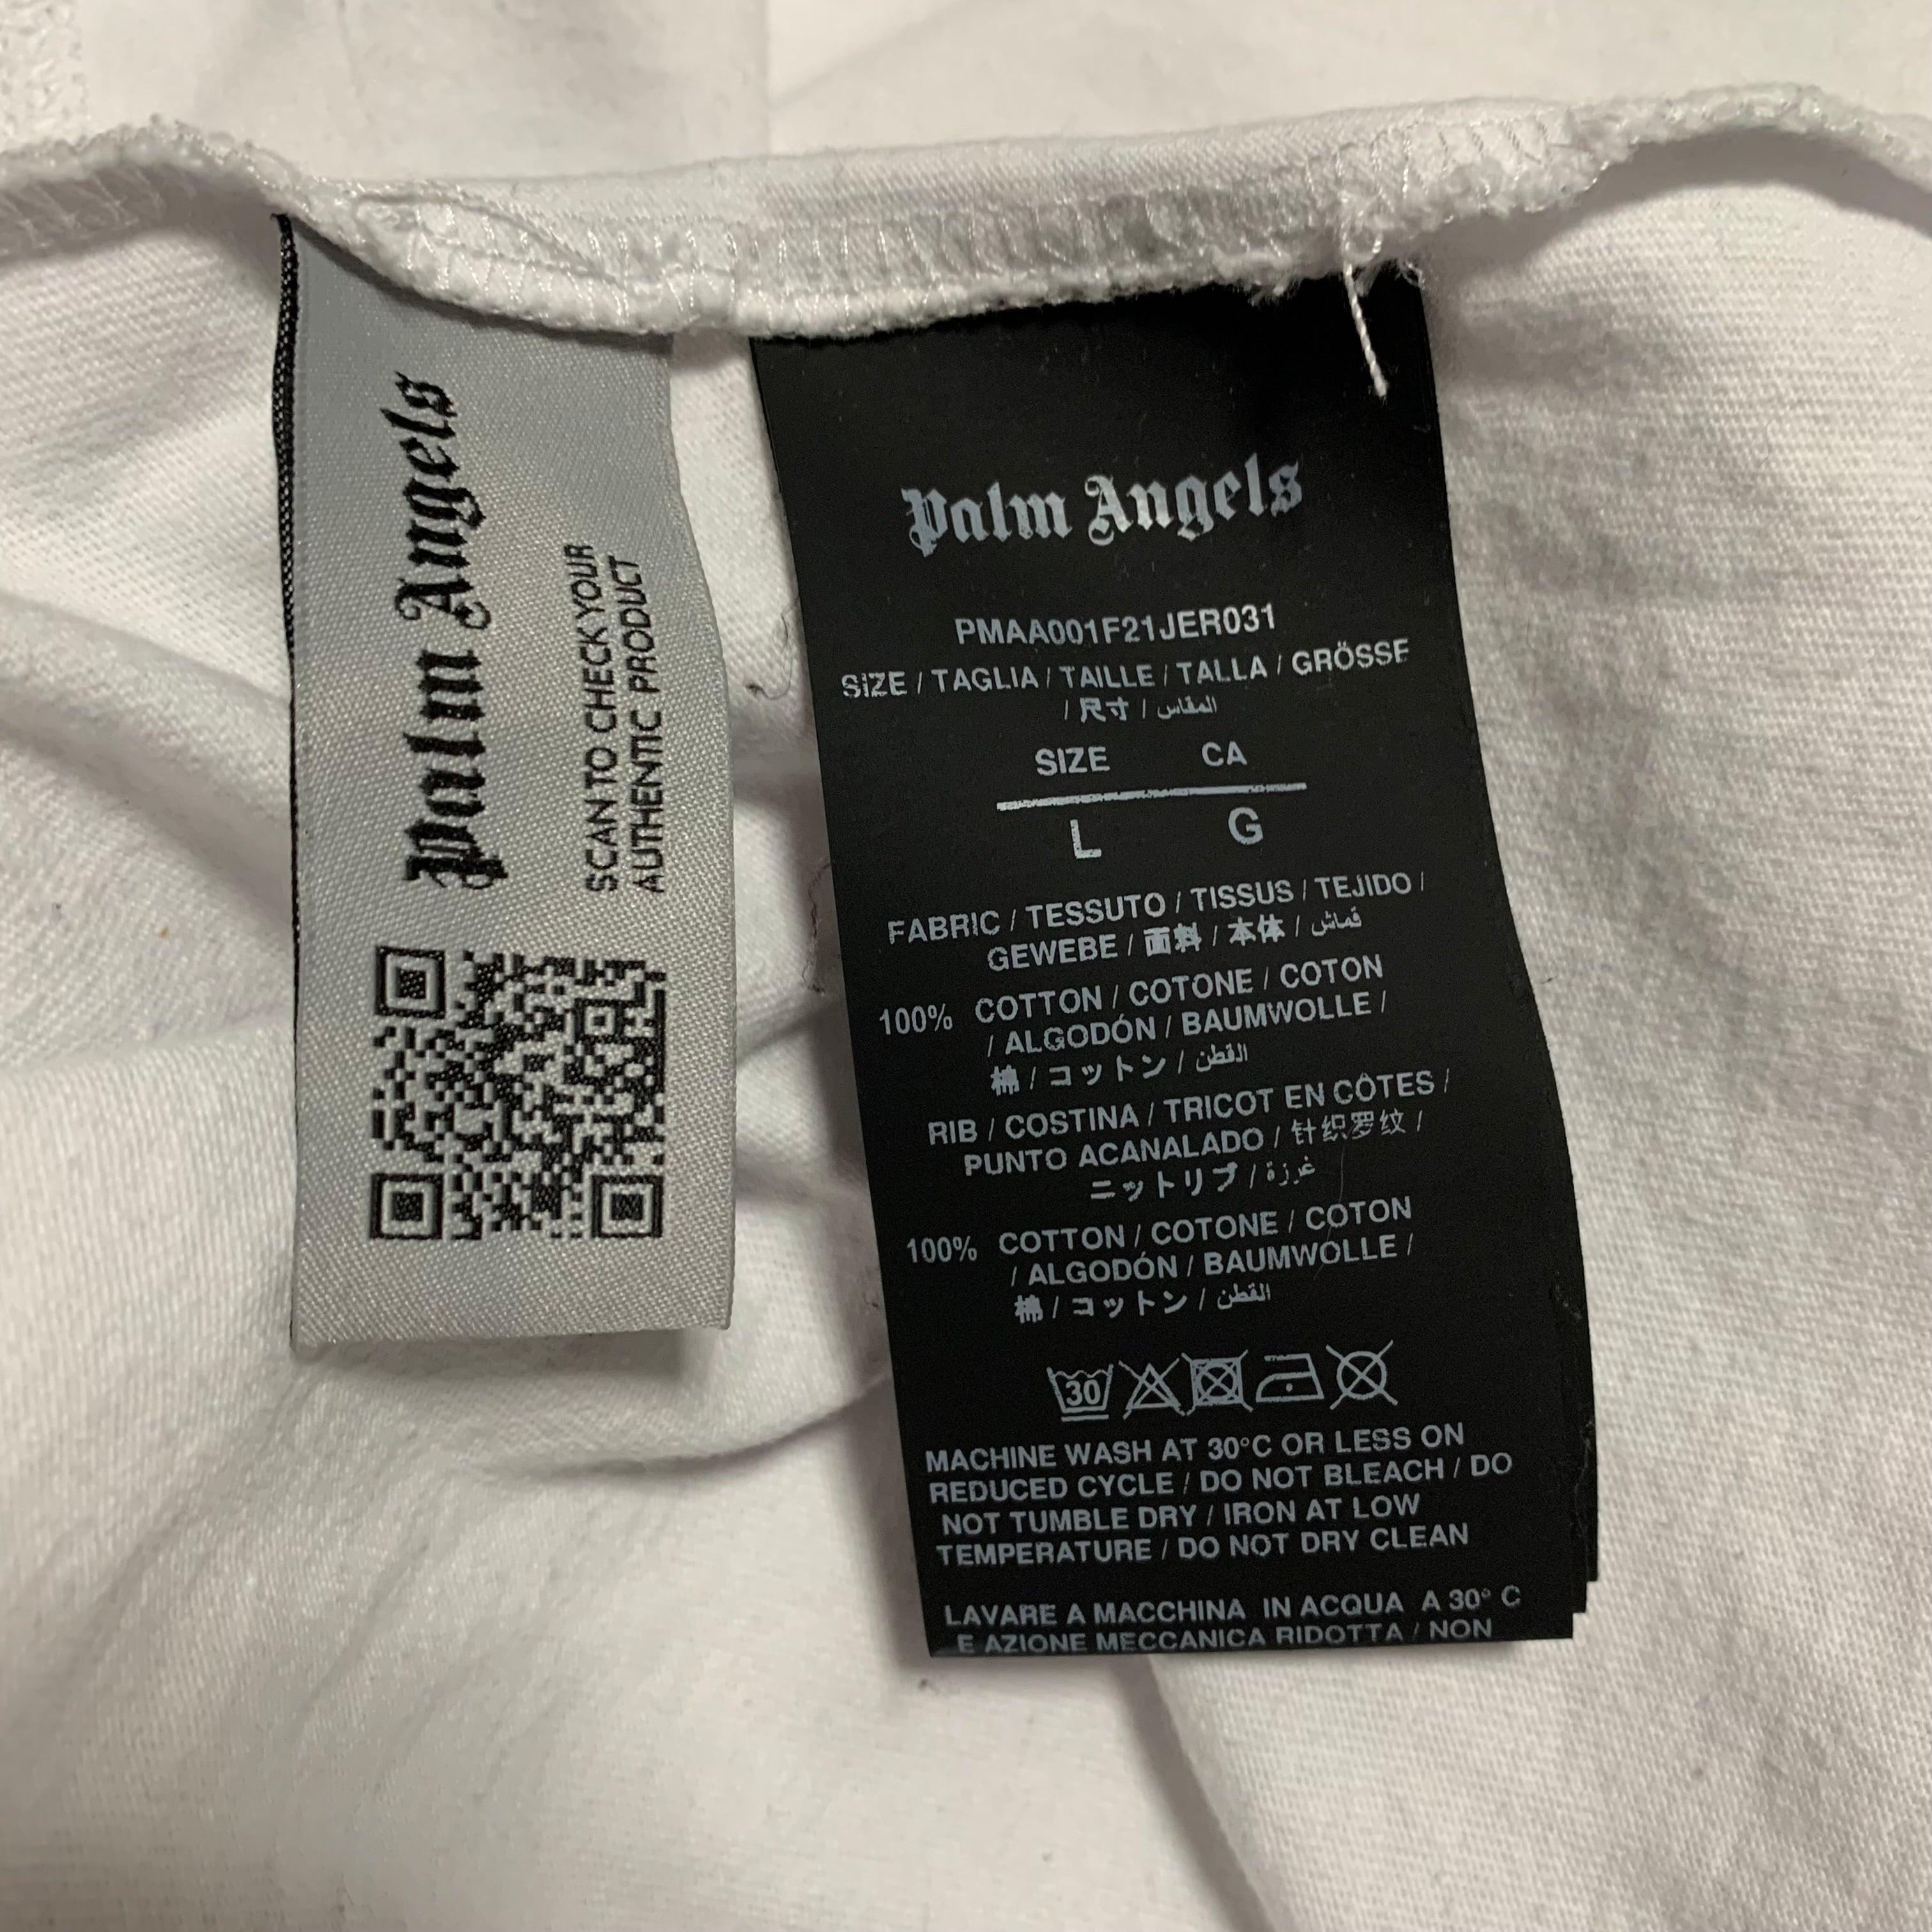 Palm Angels
SCAN TO CHECK YOUR
AUTHENTIC PRODUCT
Palm Angels
PMAA001F21JER031
SIZE / TAGLIA / TAILLE / TALLA / GRÖSSE
/ 尺寸 / المقاس
SIZE CA
L G
FABRIC / TESSUTO / TISSUS / TEJIDO /
GEWEBE / 面料 / 本体 / قماش
100% COTTON / COTONE / COTON
/ ALGODÓN / BAUMWOLLE /
棉 / コットン / القطن
RIB / COSTINA / TRICOT EN CÔTES /
PUNTO ACANALADO / 针织罗纹 /
ニットリブ / غرزة
100% COTTON / COTONE / COTON
/ ALGODÓN / BAUMWOLLE /
棉 / コットン / القطن
30
MACHINE WASH AT 30°C OR LESS ON
REDUCED CYCLE / DO NOT BLEACH / DO
NOT TUMBLE DRY / IRON AT LOW
TEMPERATURE / DO NOT DRY CLEAN
LAVARE A MACCHINA IN ACQUA A 30° C
E AZIONE MECCANICA RIDOTTA / NON